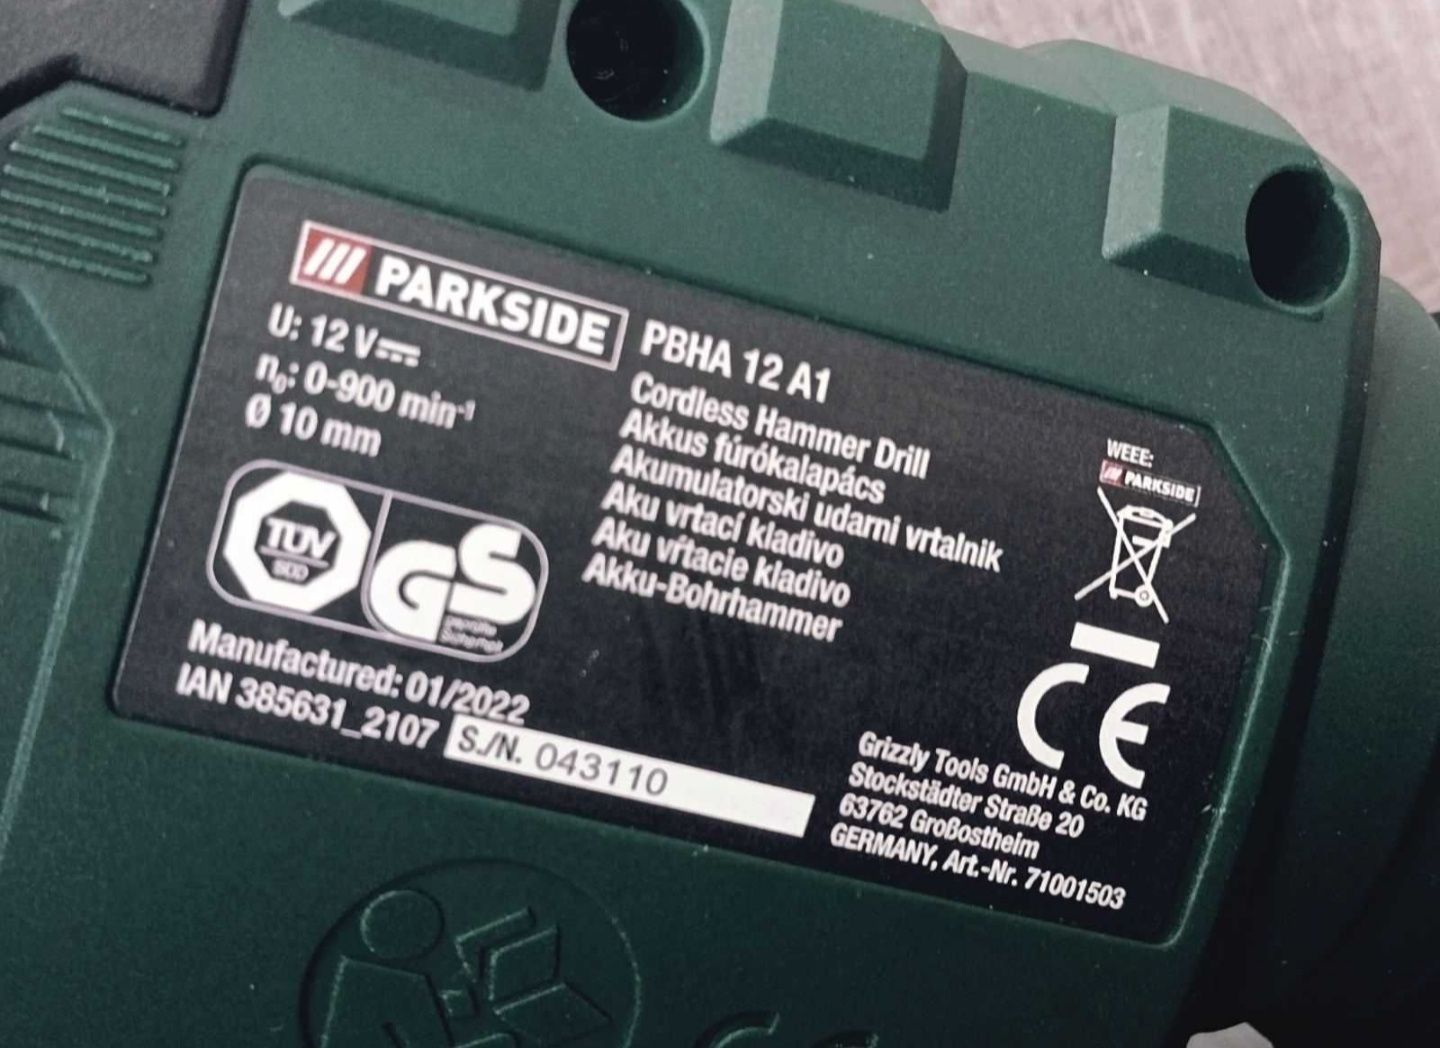 /// PARKSIDE
U: 12 V
n₀: 0-900 min⁻¹
Ø 10 mm
PBHA 12 A1
Cordless Hammer Drill
Akkus fúrókalapács
Akumulatorski udarni vrtalnik
Aku vrtací kladivo
Aku vŕtacie kladivo
Akku-Bohrhammer
TÜV
SÜD
GS
geprüfte
Sicherheit
Manufactured: 01/2022
IAN 385631_2107
S./N. 043110
WEEE:
/// PARKSIDE
CE
Grizzly Tools GmbH & Co. KG
Stockstädter Straße 20
63762 Großostheim
GERMANY, Art.-Nr. 71001503